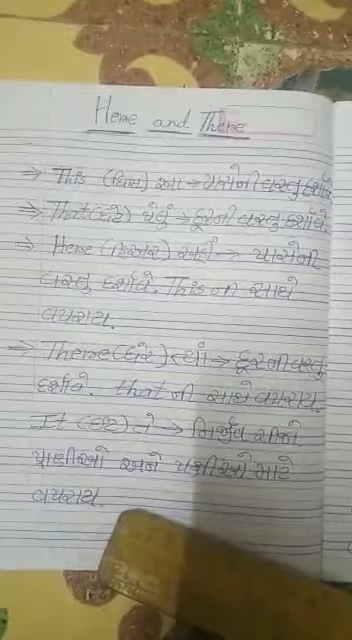 Here and There
⇒ This (ધિસ) આ → પાસેની વસ્તુ દર્શાવે.
⇒ That (ધેટ) પેલું → દૂરની વસ્તુ દર્શાવે.
⇒ Here (હિઅર) અહીં → પાસેની
વસ્તુ દર્શાવે. This ની સાથે
વપરાય.
⇒ There (ધેર) ત્યાં → દૂરની વસ્તુ
દર્શાવે. that ની સાથે વપરાય.
It (ઇટ) તે → નિર્જીવ ચીજો
પ્રાણીઓ અને પક્ષીઓ માટે
વપરાય.